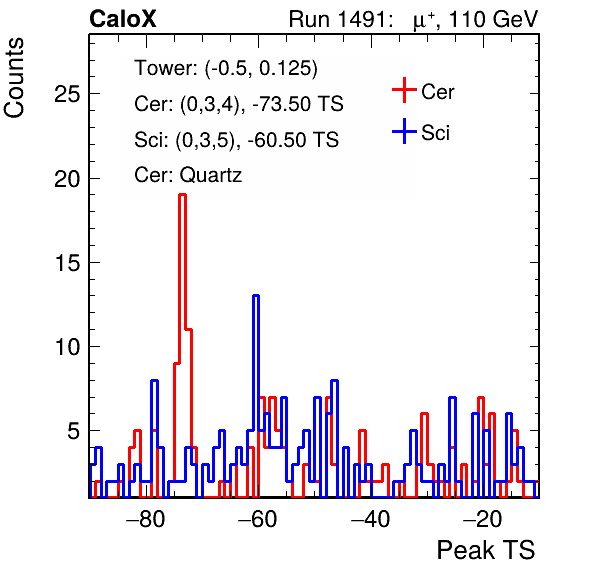 CaloX Run 1491: μ⁺, 110 GeV
Counts
Tower: (-0.5, 0.125)
Cer: (0,3,4), -73.50 TS
Sci: (0,3,5), -60.50 TS
Cer: Quartz
Cer
Sci
25
20
15
10
5
−80 −60 −40 −20
Peak TS